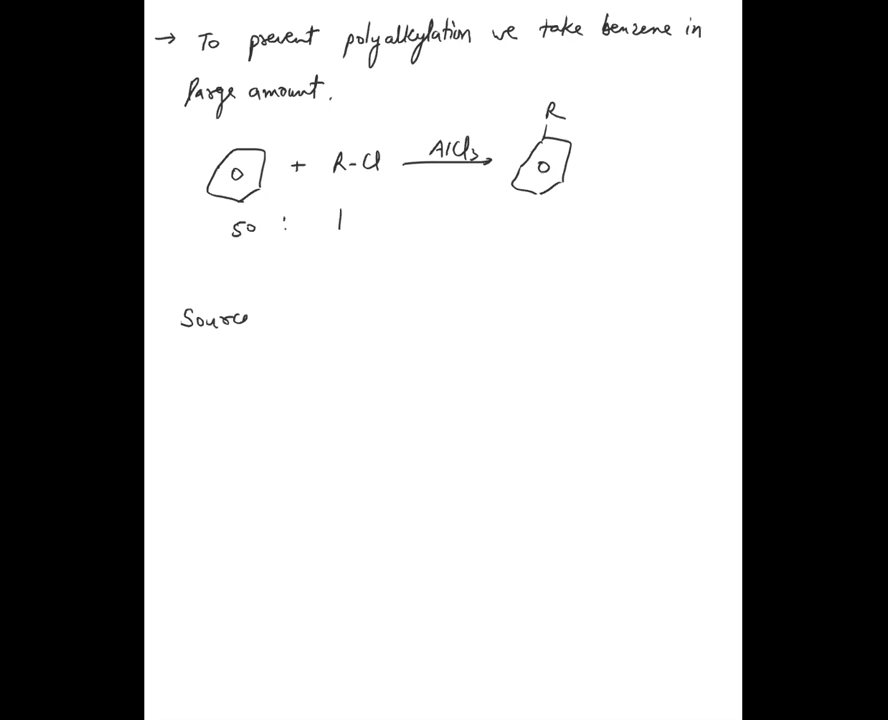 → To prevent polyalkylation we take benzene in
large amount.
R
+ R-Cl AlCl3
50 : 1
Source